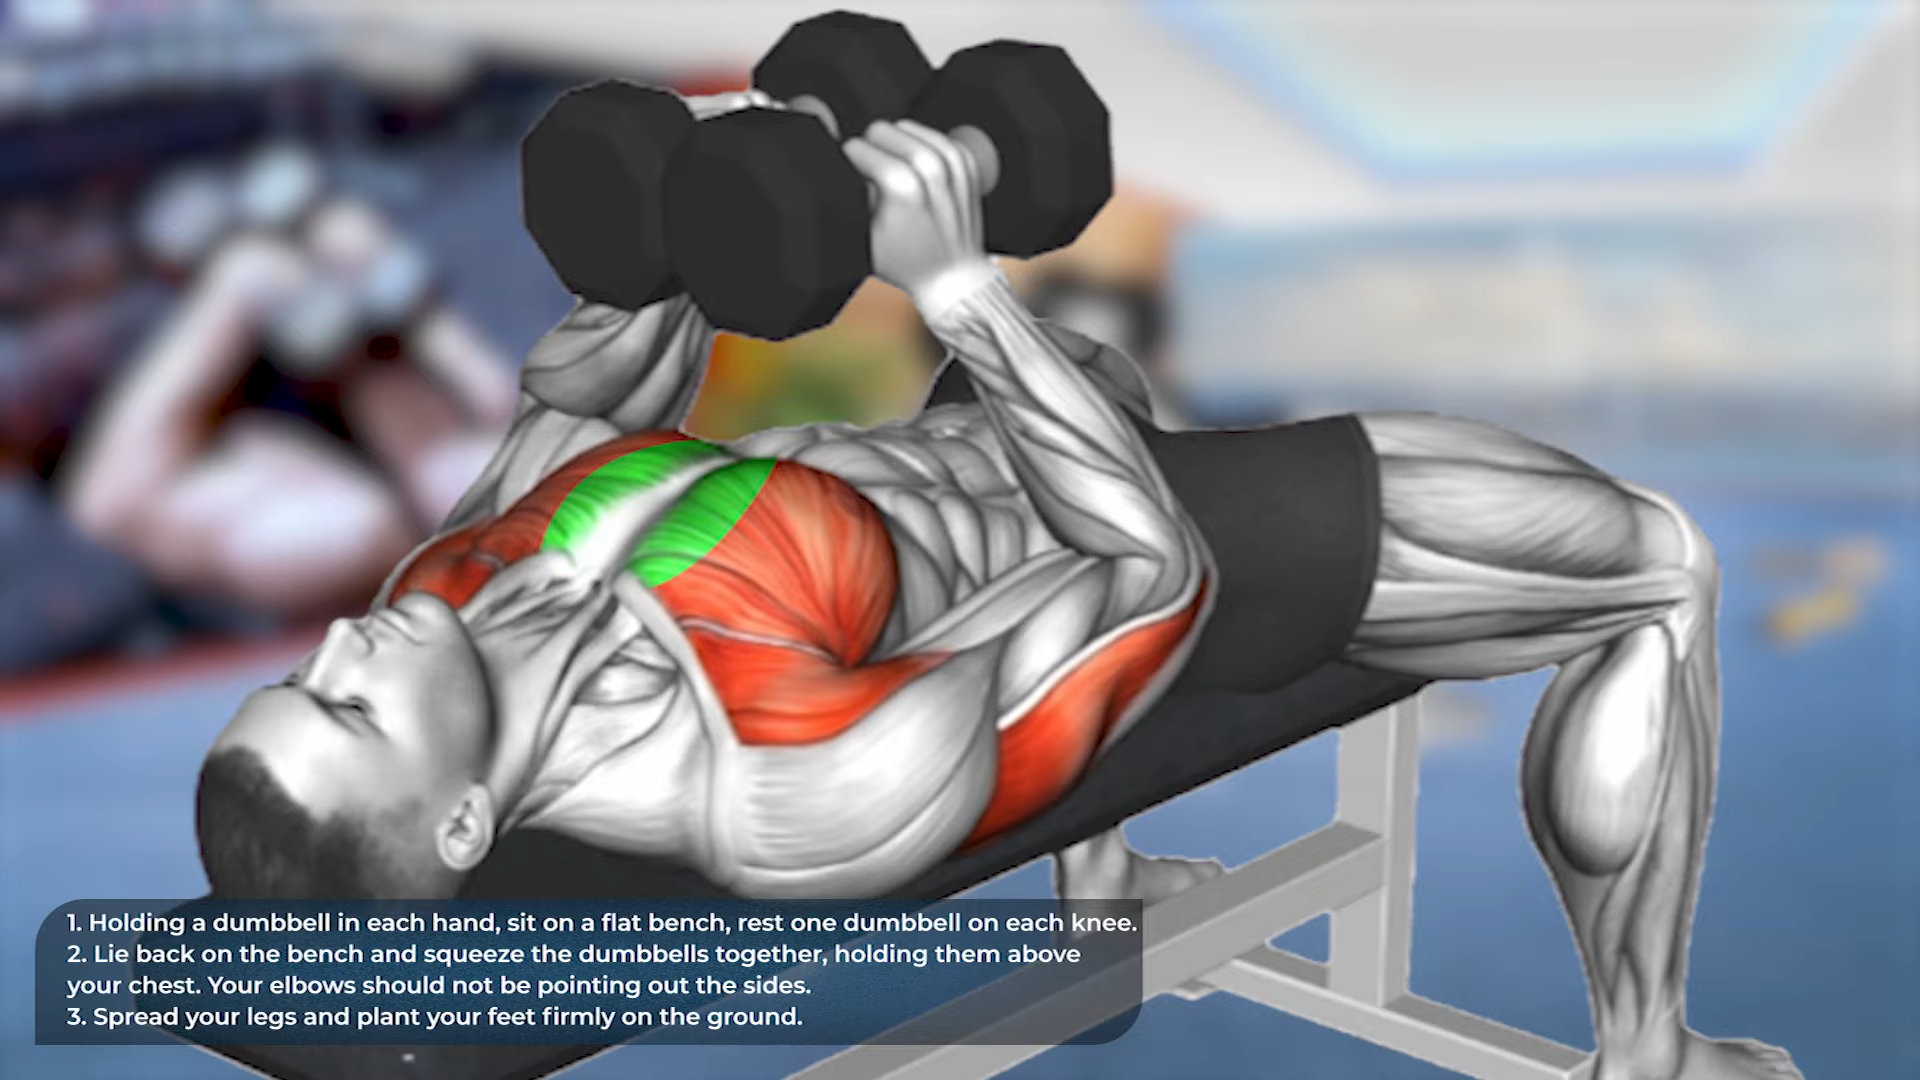 1. Holding a dumbbell in each hand, sit on a flat bench, rest one dumbbell on each knee.
2. Lie back on the bench and squeeze the dumbbells together, holding them above
your chest. Your elbows should not be pointing out the sides.
3. Spread your legs and plant your feet firmly on the ground.